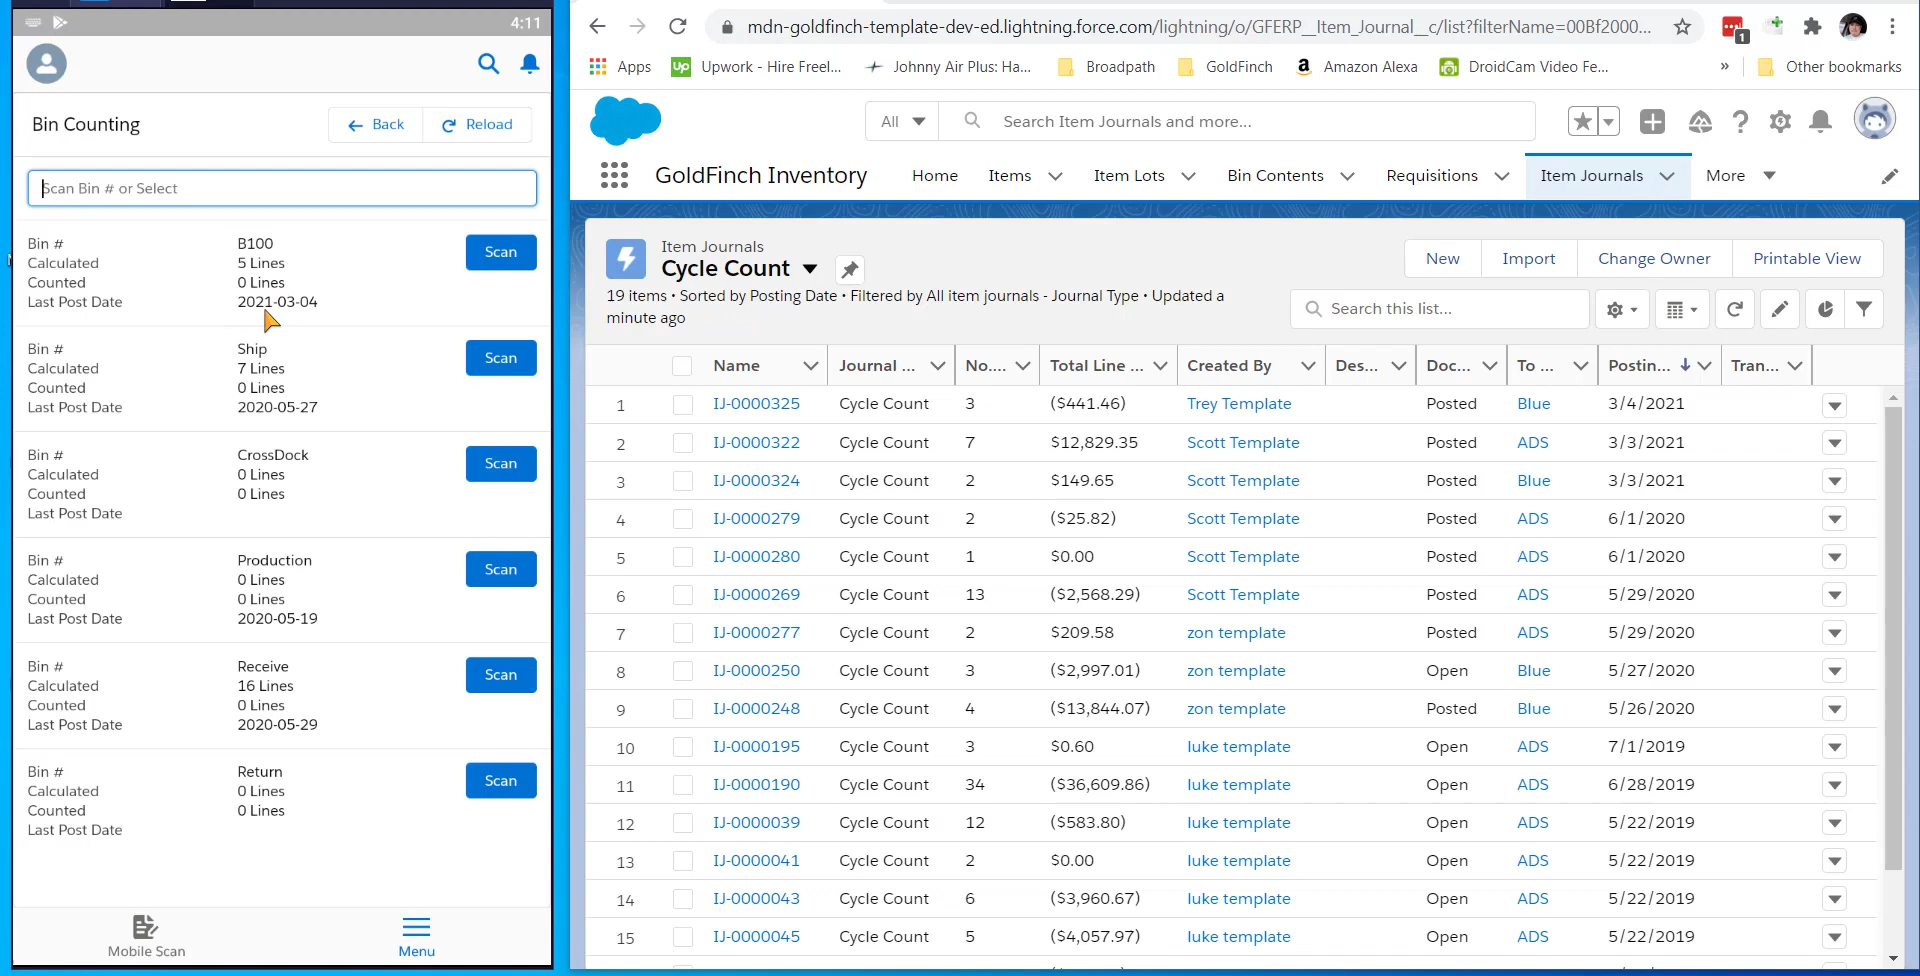 4:11
Bin Counting
Back
Reload
Scan Bin # or Select
Bin # B100
Calculated 5 Lines
Counted 0 Lines
Last Post Date 2021-03-04
Scan
Bin # Ship
Calculated 7 Lines
Counted 0 Lines
Last Post Date 2020-05-27
Scan
Bin # CrossDock
Calculated 0 Lines
Counted 0 Lines
Last Post Date
Scan
Bin # Production
Calculated 0 Lines
Counted 0 Lines
Last Post Date 2020-05-19
Scan
Bin # Receive
Calculated 16 Lines
Counted 0 Lines
Last Post Date 2020-05-29
Scan
Bin # Return
Calculated 0 Lines
Counted 0 Lines
Last Post Date
Scan
Mobile Scan
Menu
mdn-goldfinch-template-dev-ed.lightning.force.com/lightning/o/GFERP__Item_Journal__c/list?filterName=00Bf2000...
1
Apps
Up Upwork - Hire Freel...
Johnny Air Plus: Ha...
Broadpath
GoldFinch
a Amazon Alexa
DroidCam Video Fe...
»
Other bookmarks
All
Search Item Journals and more...
GoldFinch Inventory
Home
Items
Item Lots
Bin Contents
Requisitions
Item Journals
More
Item Journals
Cycle Count
19 items • Sorted by Posting Date • Filtered by All item journals - Journal Type • Updated a
minute ago
New
Import
Change Owner
Printable View
Search this list...
Name Journal ... No.... Total Line ... Created By Des... Doc... To ... Postin... Tran...
1 IJ-0000325 Cycle Count 3 ($441.46) Trey Template Posted Blue 3/4/2021
2 IJ-0000322 Cycle Count 7 $12,829.35 Scott Template Posted ADS 3/3/2021
3 IJ-0000324 Cycle Count 2 $149.65 Scott Template Posted Blue 3/3/2021
4 IJ-0000279 Cycle Count 2 ($25.82) Scott Template Posted ADS 6/1/2020
5 IJ-0000280 Cycle Count 1 $0.00 Scott Template Posted ADS 6/1/2020
6 IJ-0000269 Cycle Count 13 ($2,568.29) Scott Template Posted ADS 5/29/2020
7 IJ-0000277 Cycle Count 2 $209.58 zon template Posted ADS 5/29/2020
8 IJ-0000250 Cycle Count 3 ($2,997.01) zon template Open Blue 5/27/2020
9 IJ-0000248 Cycle Count 4 ($13,844.07) zon template Posted Blue 5/26/2020
10 IJ-0000195 Cycle Count 3 $0.60 luke template Open ADS 7/1/2019
11 IJ-0000190 Cycle Count 34 ($36,609.86) luke template Open ADS 6/28/2019
12 IJ-0000039 Cycle Count 12 ($583.80) luke template Open ADS 5/22/2019
13 IJ-0000041 Cycle Count 2 $0.00 luke template Open ADS 5/22/2019
14 IJ-0000043 Cycle Count 6 ($3,960.67) luke template Open ADS 5/22/2019
15 IJ-0000045 Cycle Count 5 ($4,057.97) luke template Open ADS 5/22/2019